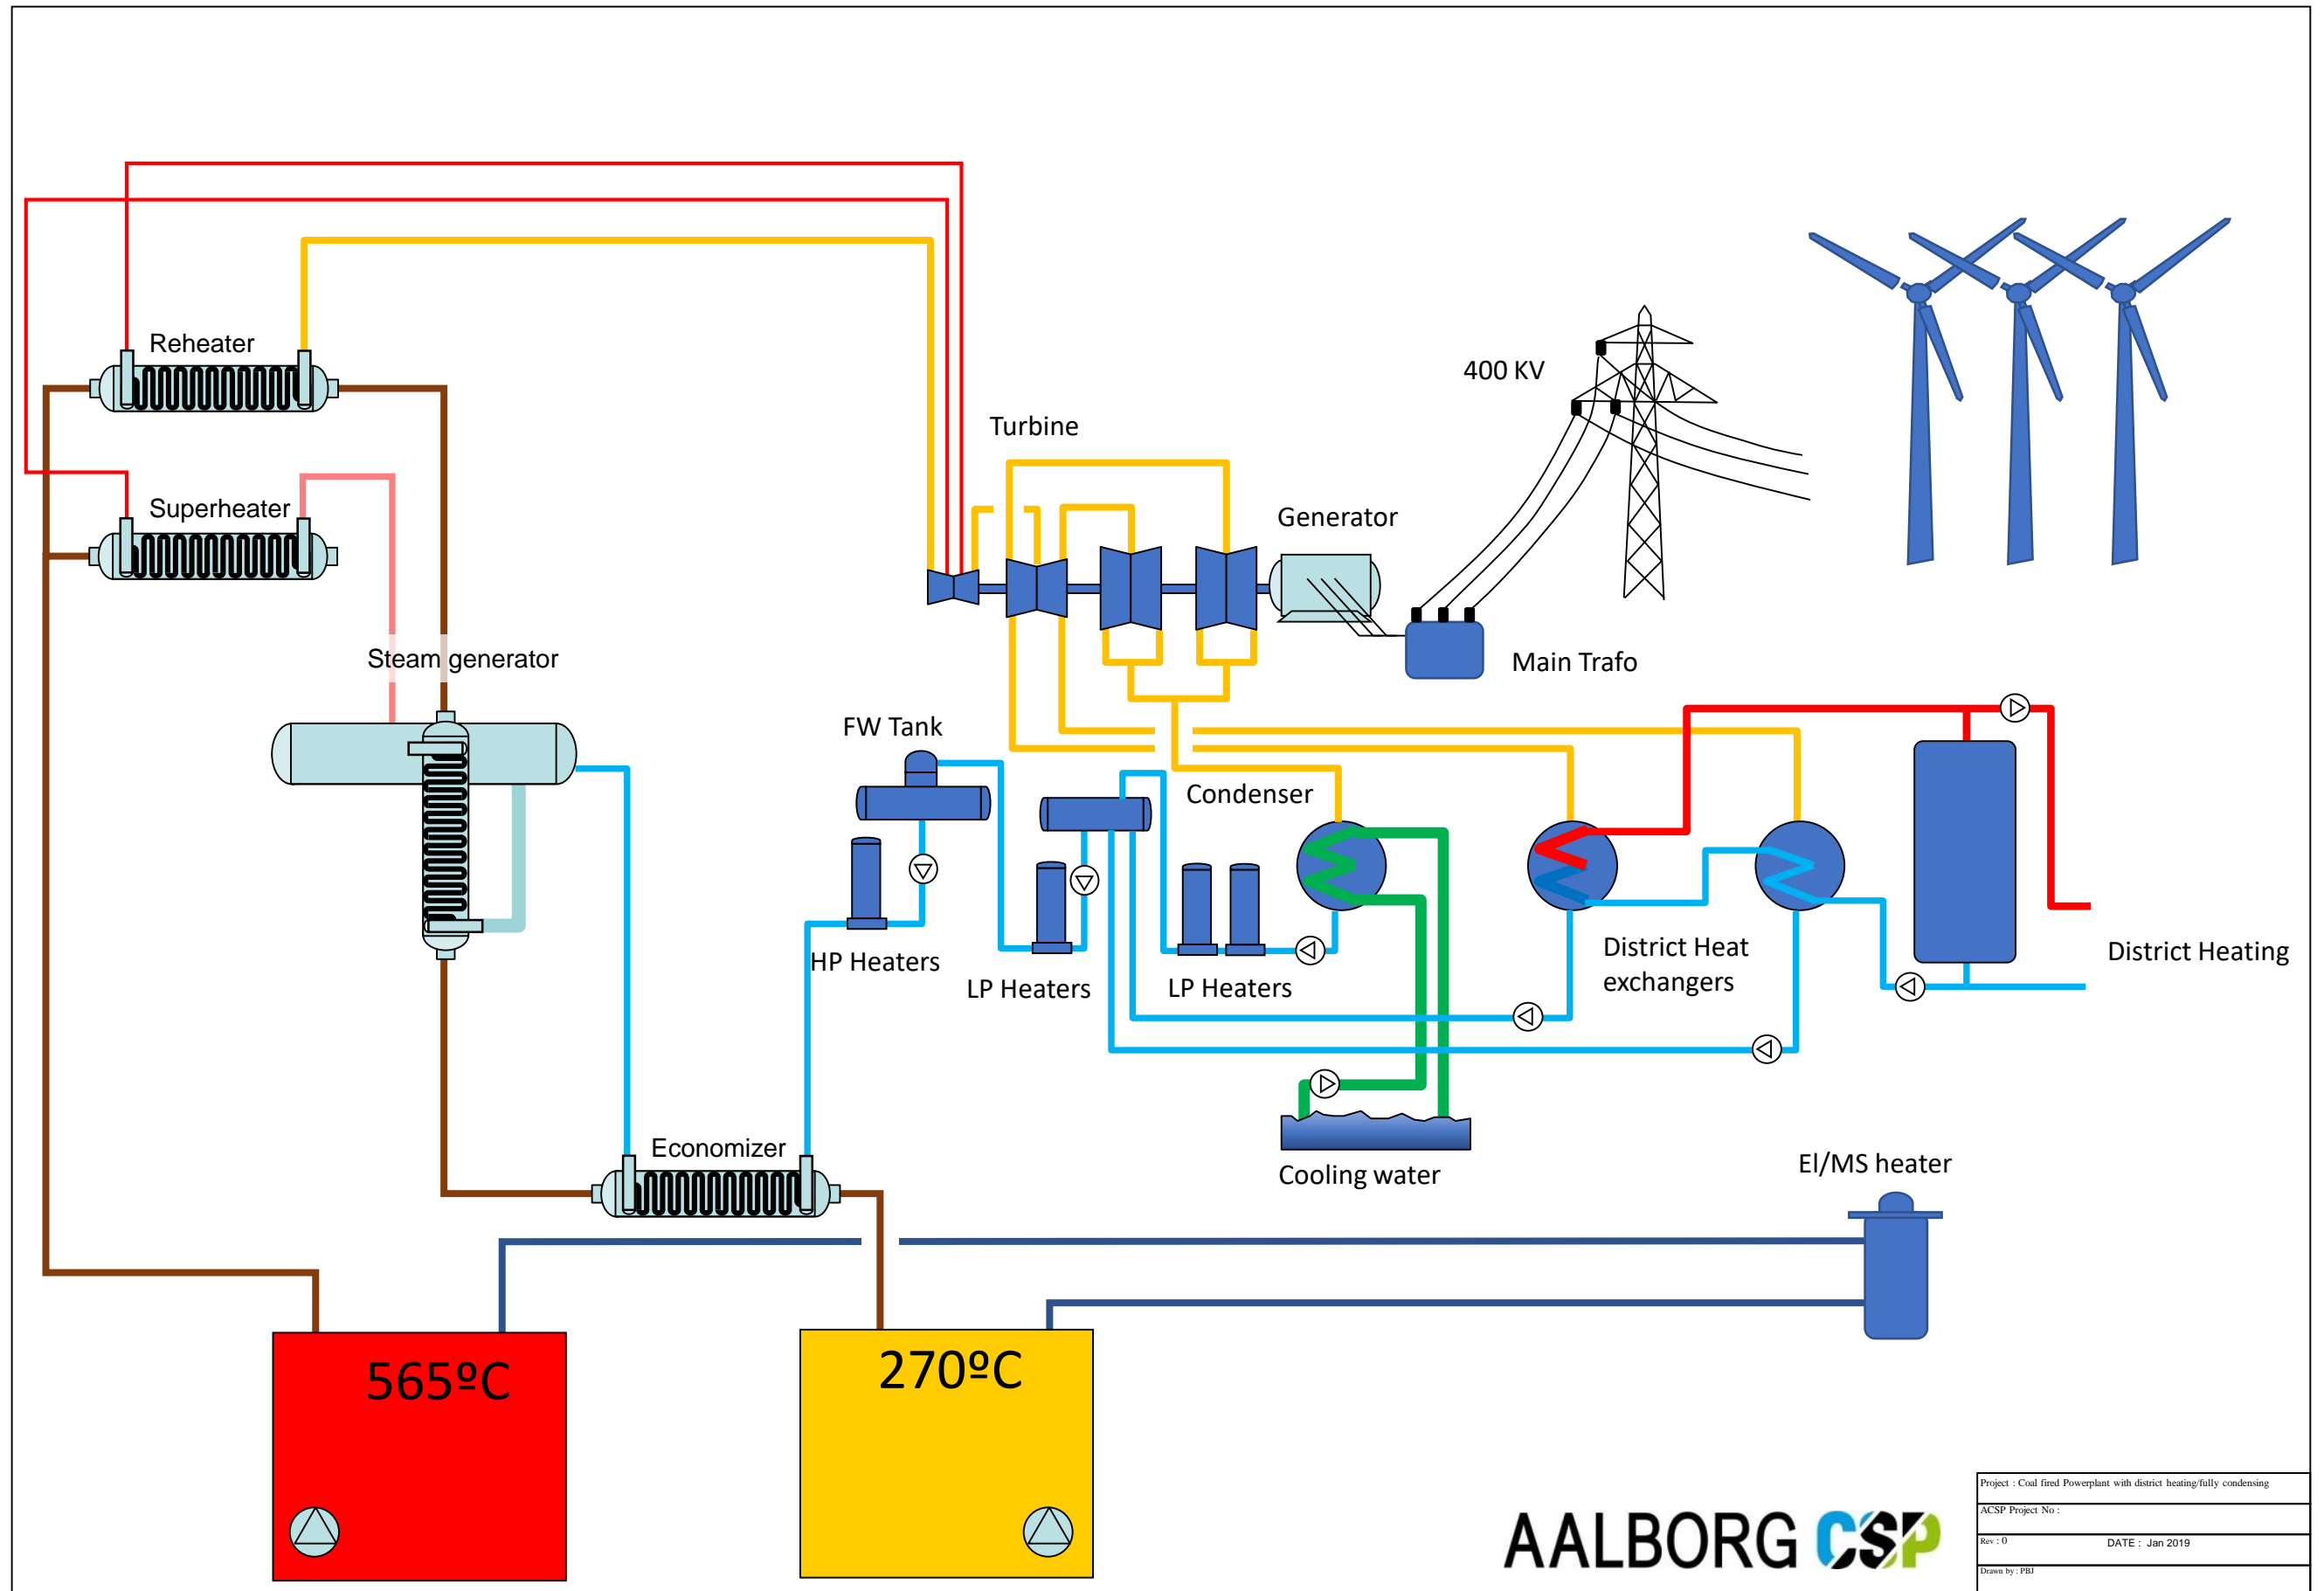 Reheater
400 KV
Turbine
Superheater
Generator
Steam generator
Main Trafo
FW Tank
Condenser
HP Heaters
LP Heaters
LP Heaters
District Heat
exchangers
District Heating
Economizer
Cooling water
El/MS heater
565ºC
270ºC
AALBORG CSP
Project : Coal fired Powerplant with district heating/fully condensing
ACSP Project No :
Rev : 0 DATE : Jan 2019
Drawn by : PBJ